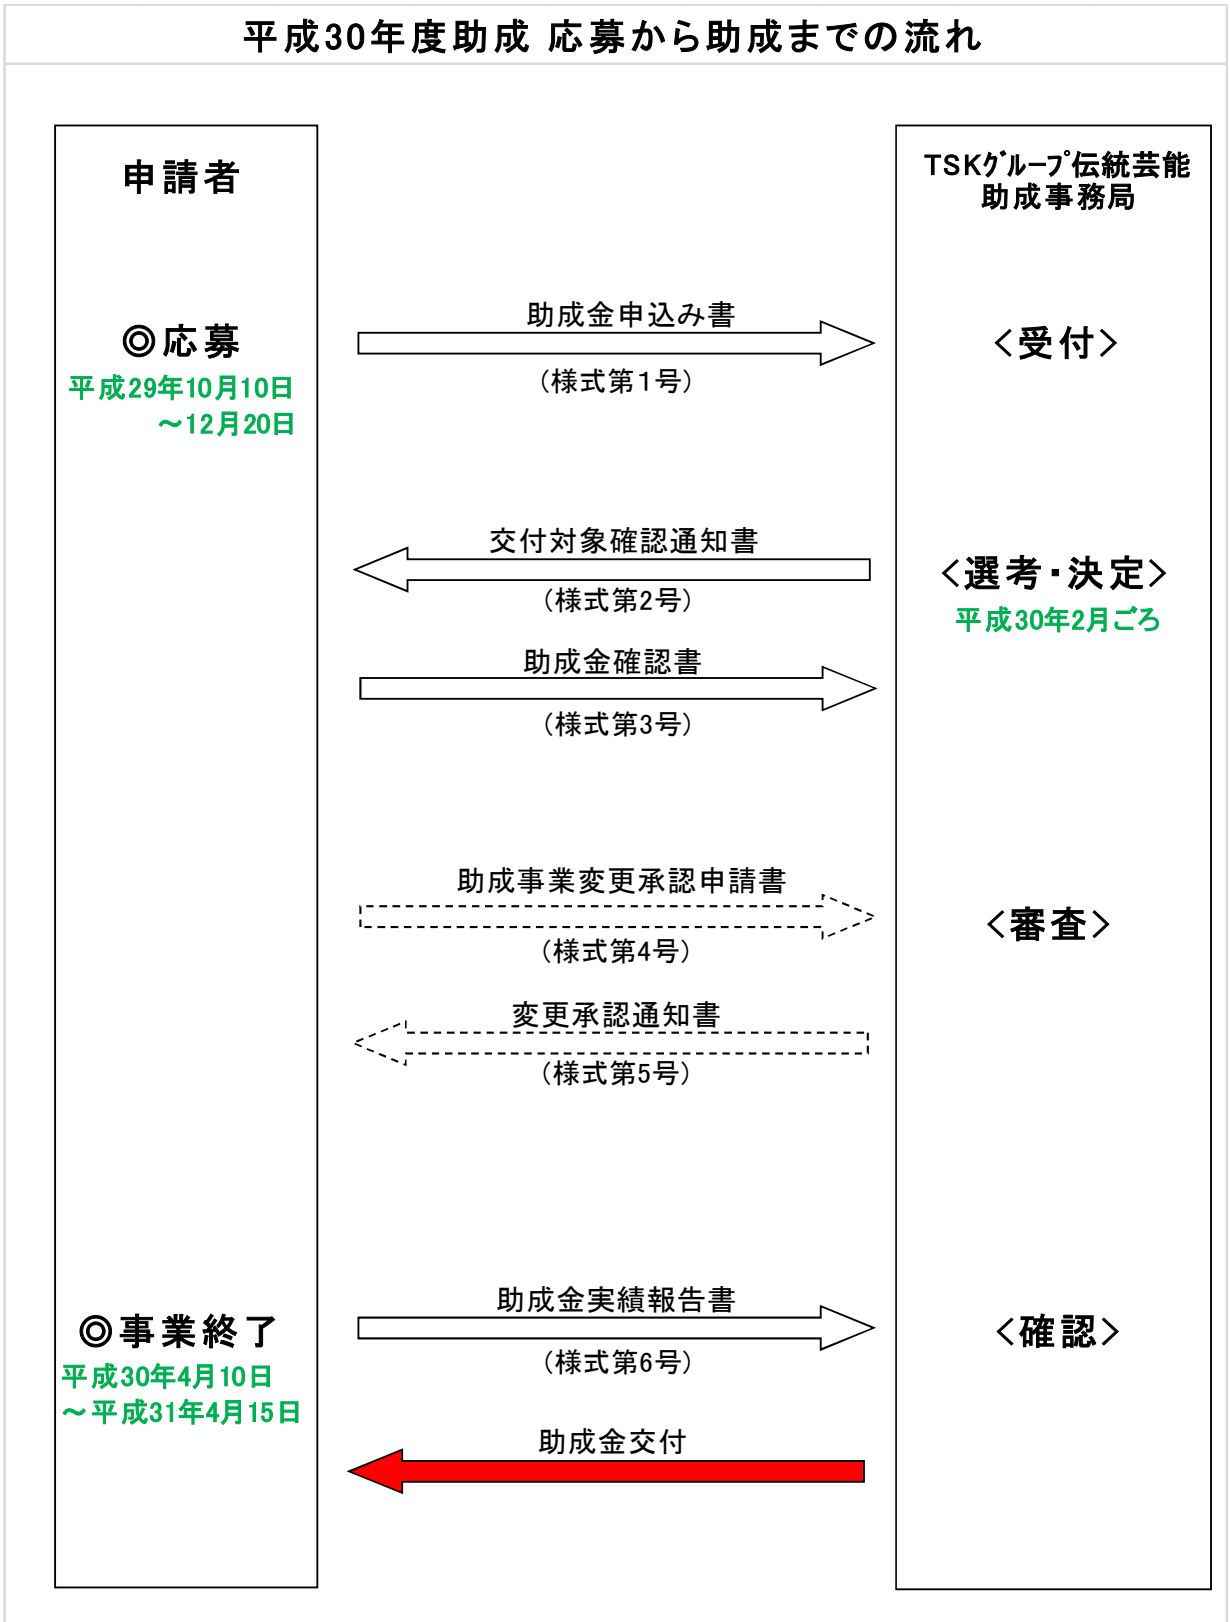 平成30年度助成 応募から助成までの流れ
申請者
TSKグループ伝統芸能
助成事務局
助成金申込み書
◎応募
<受付>
平成29年10月10日
(様式第1号)
～12月20日
交付対象確認通知書
<選考・決定>
(様式第2号)
平成30年2月ごろ
助成金確認書
(様式第3号)
助成事業変更承認申請書
<審査>
(様式第4号)
変更承認通知書
(様式第5号)
助成金実績報告書
◎事業終了
<確認>
(様式第6号)
平成30年4月10日
～平成31年4月15日
助成金交付